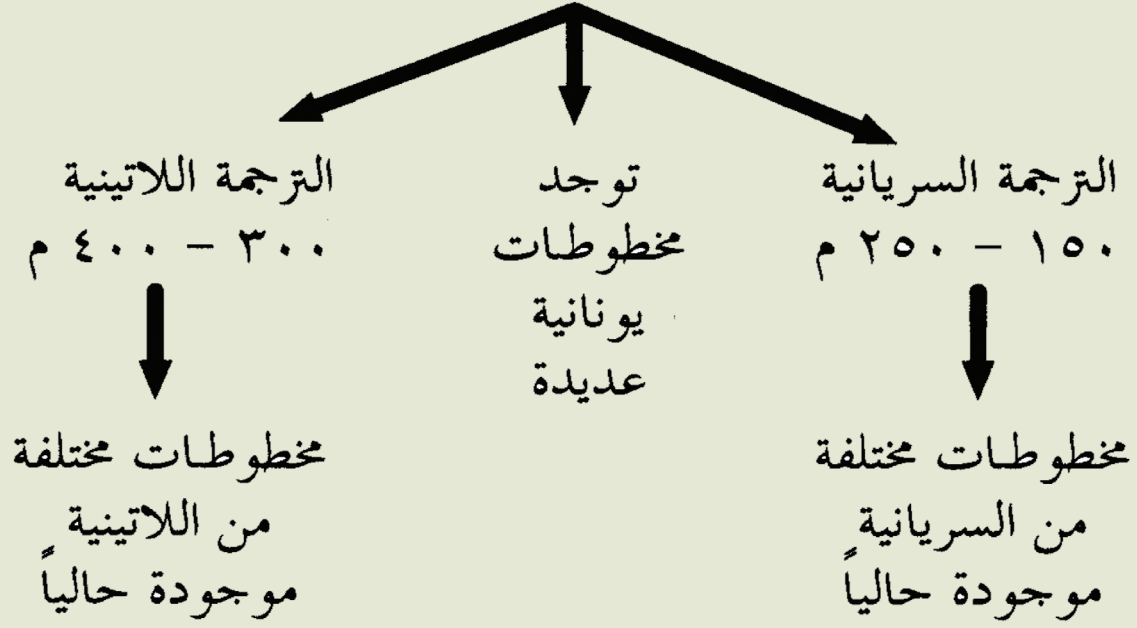 الترجمة السريانية
١٥٠ – ٢٥٠ م
مخطوطات مختلفة
من السريانية
موجودة حالياً
توجد
مخطوطات
يونانية
عديدة
الترجمة اللاتينية
٣٠٠ – ٤٠٠ م
مخطوطات مختلفة
من اللاتينية
موجودة حالياً